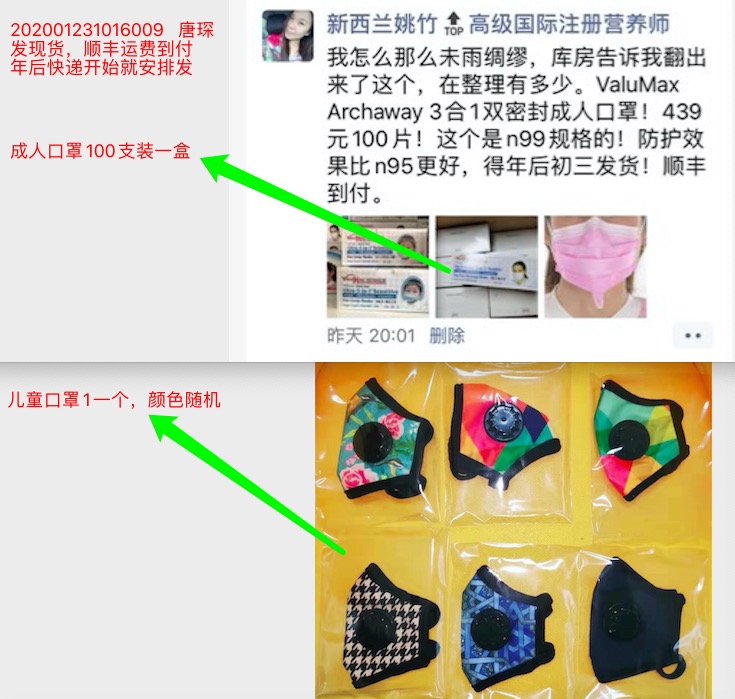 202001231016009 唐琛
发现货，顺丰运费到付
年后快递开始就安排发
成人口罩100支装一盒
新西兰姚竹TOP高级国际注册营养师
我怎么那么未雨绸缪，库房告诉我翻出
来了这个，在整理有多少。ValuMax
Archaway 3合1双密封成人口罩！439
元100片！这个是n99规格的！防护效
果比n95更好，得年后初三发货！顺丰
到付。
昨天 20:01 删除
儿童口罩1一个，颜色随机